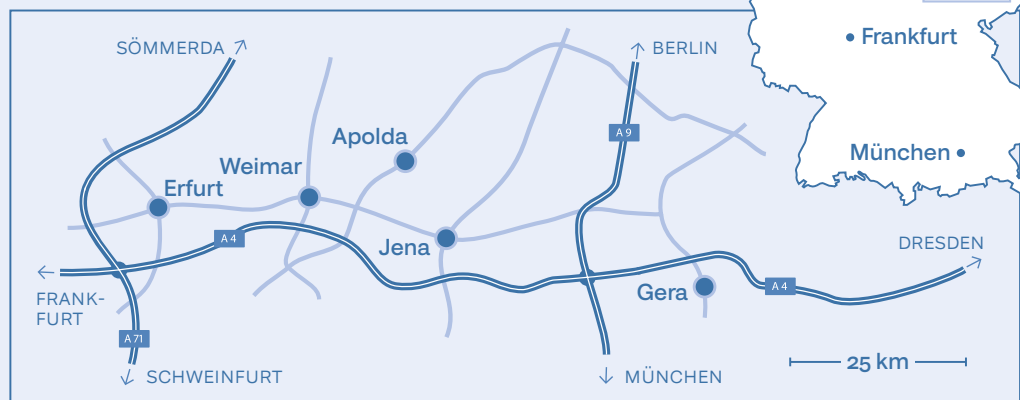 SÖMMERDA
BERLIN
Frankfurt
A 9
Apolda
München
Weimar
Erfurt
A 4
Jena
DRESDEN
FRANK-
FURT
Gera
A 4
A 71
25 km
SCHWEINFURT
MÜNCHEN